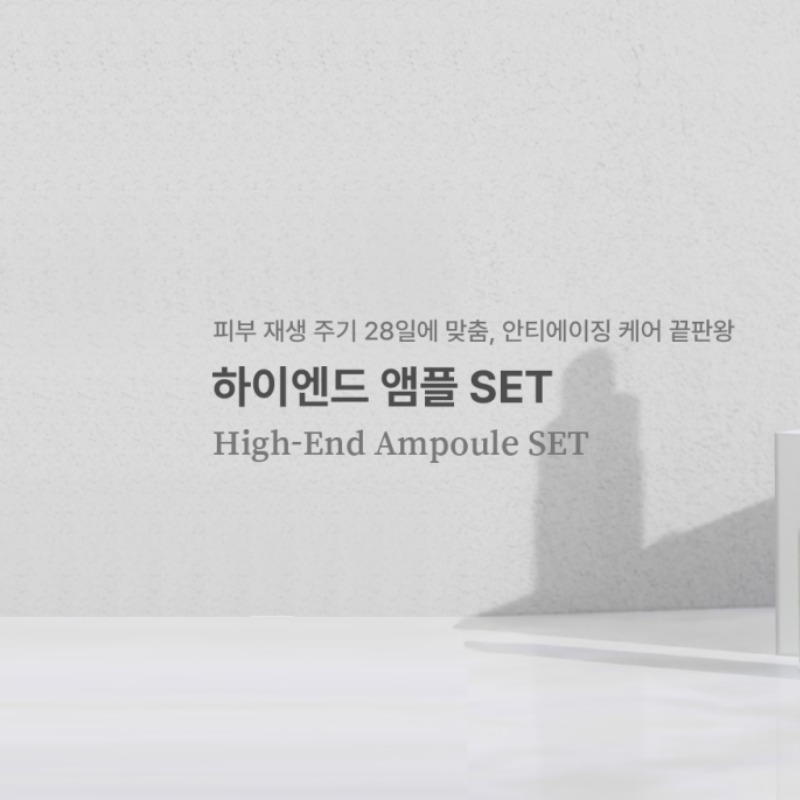 피부 재생 주기 28일에 맞춤, 안티에이징 케어 끝판왕
하이엔드 앰플 SET
High-End Ampoule SET